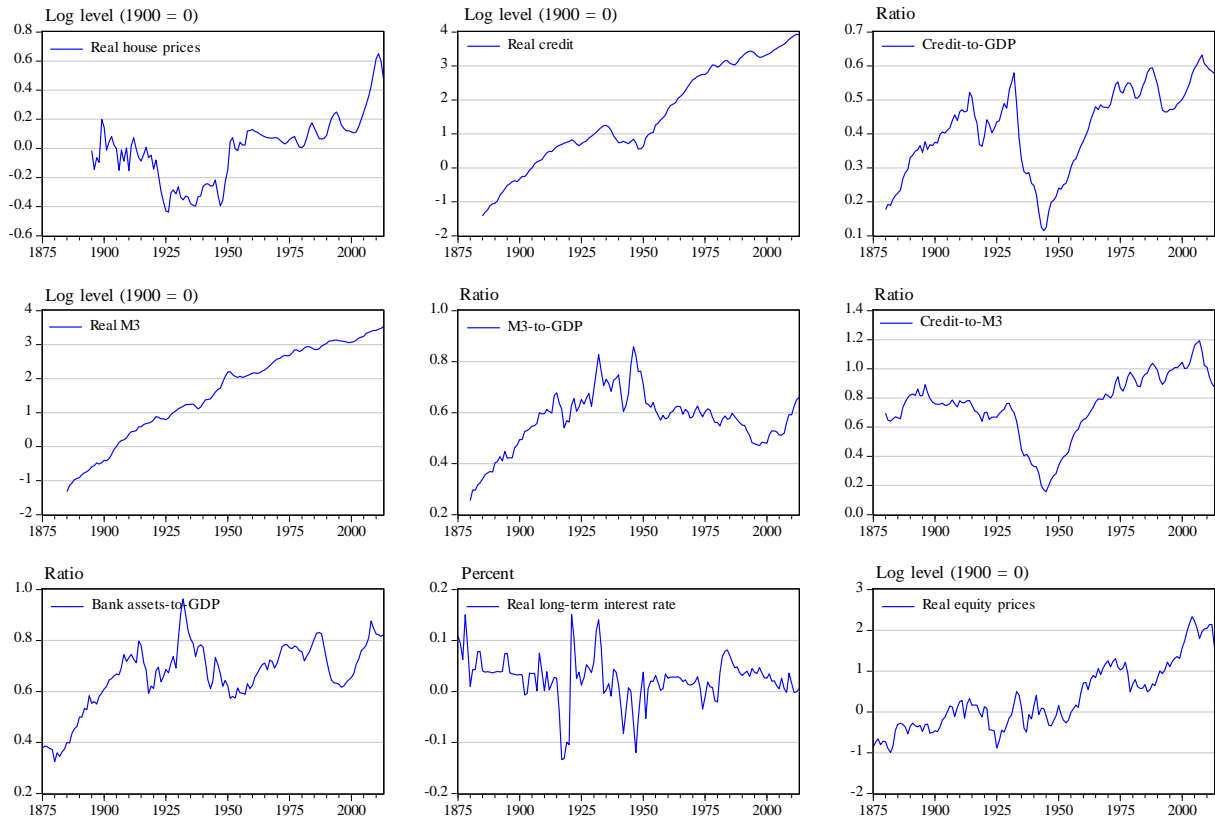 Log level (1900 = 0)
Real house prices
0.8
0.6
0.4
0.2
0.0
-0.2
-0.4
-0.6
1875 1900 1925 1950 1975 2000
Log level (1900 = 0)
Real credit
4
3
2
1
0
-1
-2
1875 1900 1925 1950 1975 2000
Ratio
Credit-to-GDP
0.7
0.6
0.5
0.4
0.3
0.2
0.1
1875 1900 1925 1950 1975 2000
Log level (1900 = 0)
Real M3
4
3
2
1
0
-1
-2
1875 1900 1925 1950 1975 2000
Ratio
M3-to-GDP
1.0
0.8
0.6
0.4
0.2
1875 1900 1925 1950 1975 2000
Ratio
Credit-to-M3
1.4
1.2
1.0
0.8
0.6
0.4
0.2
0.0
1875 1900 1925 1950 1975 2000
Ratio
Bank assets-to-GDP
1.0
0.8
0.6
0.4
0.2
1875 1900 1925 1950 1975 2000
Percent
Real long-term interest rate
0.2
0.1
0.0
-0.1
-0.2
1875 1900 1925 1950 1975 2000
Log level (1900 = 0)
Real equity prices
3
2
1
0
-1
-2
1875 1900 1925 1950 1975 2000